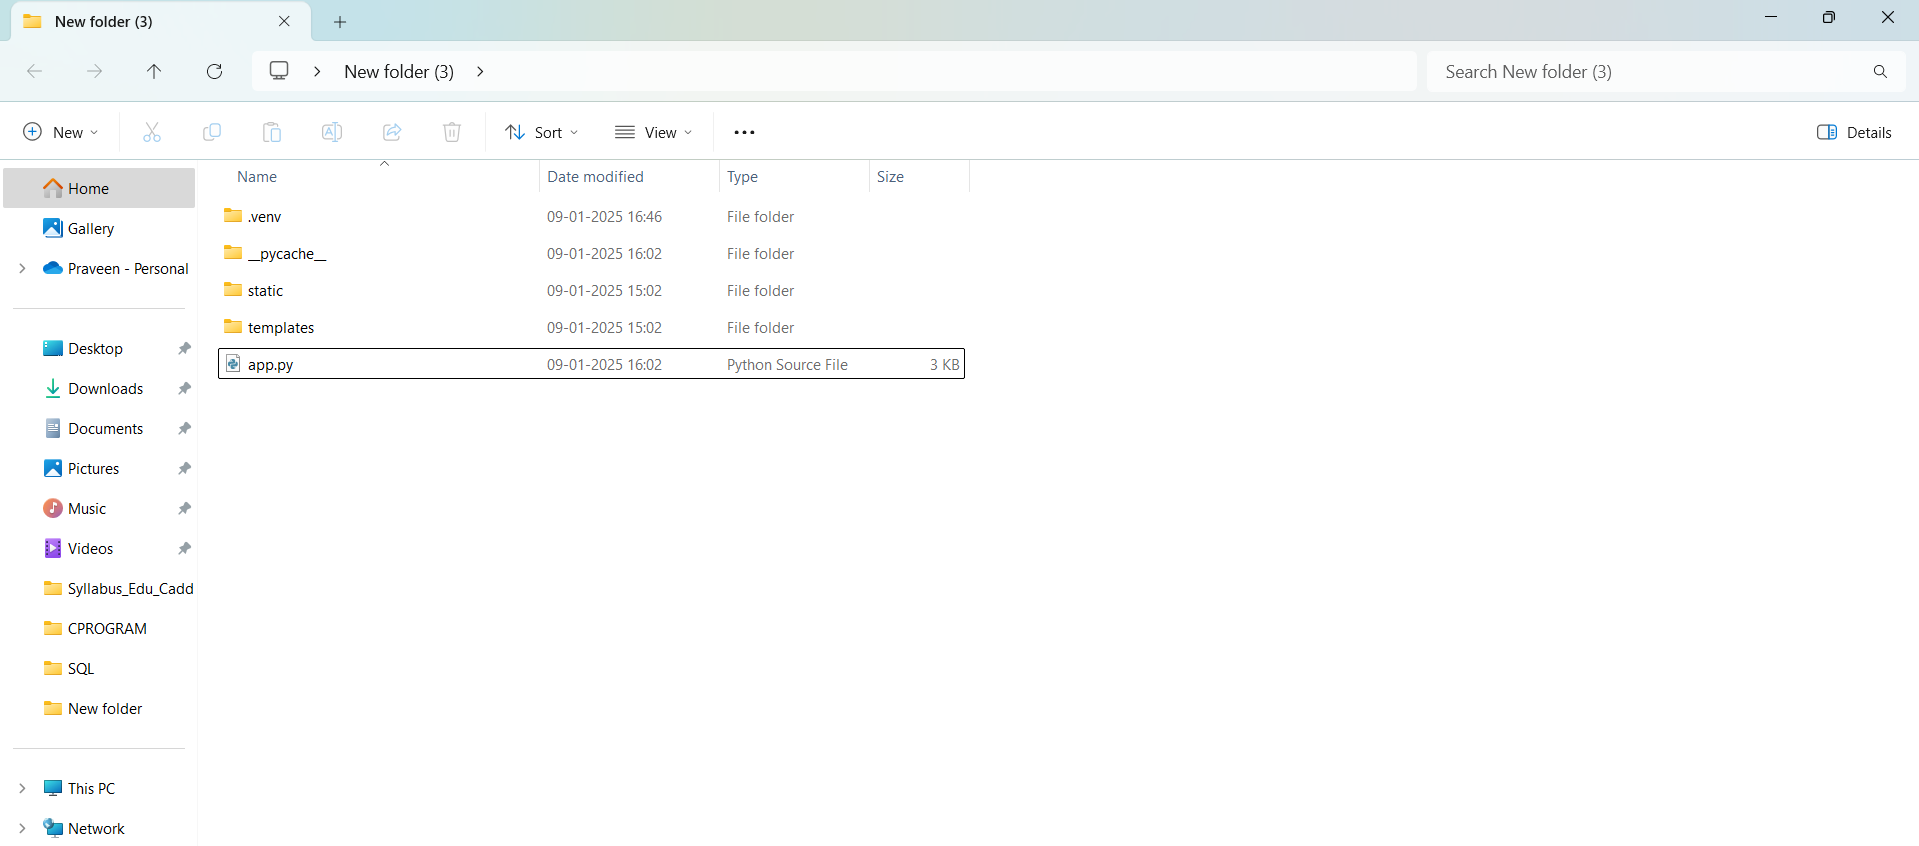 New folder (3)
New folder (3)
Search New folder (3)
New
Sort
View
Details
Name Date modified Type Size
.venv 09-01-2025 16:46 File folder
__pycache__ 09-01-2025 16:02 File folder
static 09-01-2025 15:02 File folder
templates 09-01-2025 15:02 File folder
app.py 09-01-2025 16:02 Python Source File 3 KB
Home
Gallery
Praveen - Personal
Desktop
Downloads
Documents
Pictures
Music
Videos
Syllabus_Edu_Cadd
CPROGRAM
SQL
New folder
This PC
Network